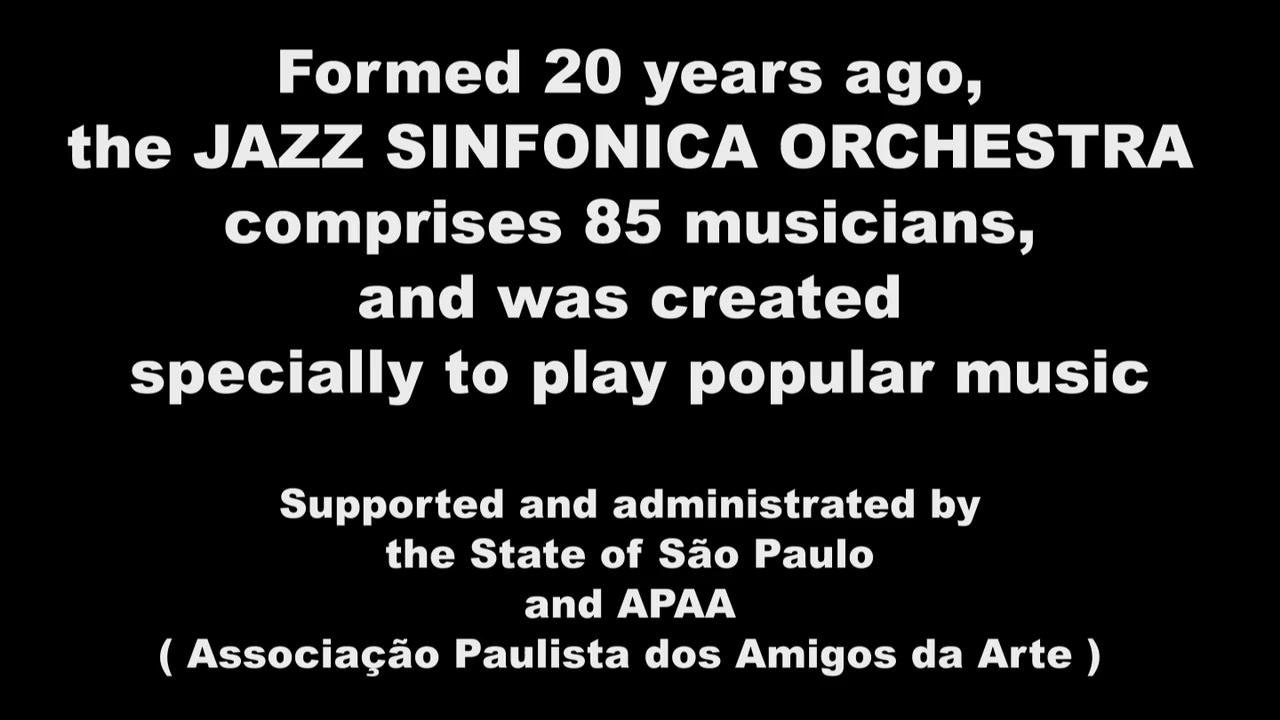 Formed 20 years ago,
the JAZZ SINFONICA ORCHESTRA
comprises 85 musicians,
and was created
specially to play popular music
Supported and administrated by
the State of São Paulo
and APAA
( Associação Paulista dos Amigos da Arte )